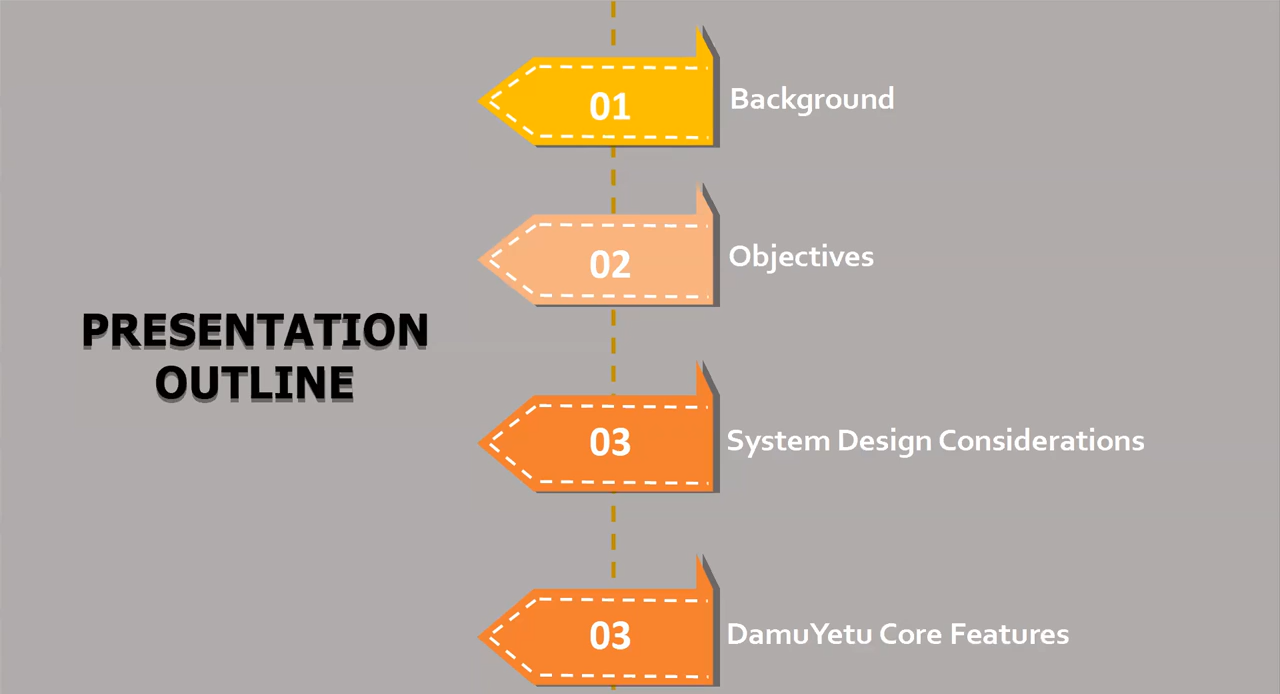 PRESENTATION
OUTLINE
01
Background
02
Objectives
03
System Design Considerations
03
DamuYetu Core Features